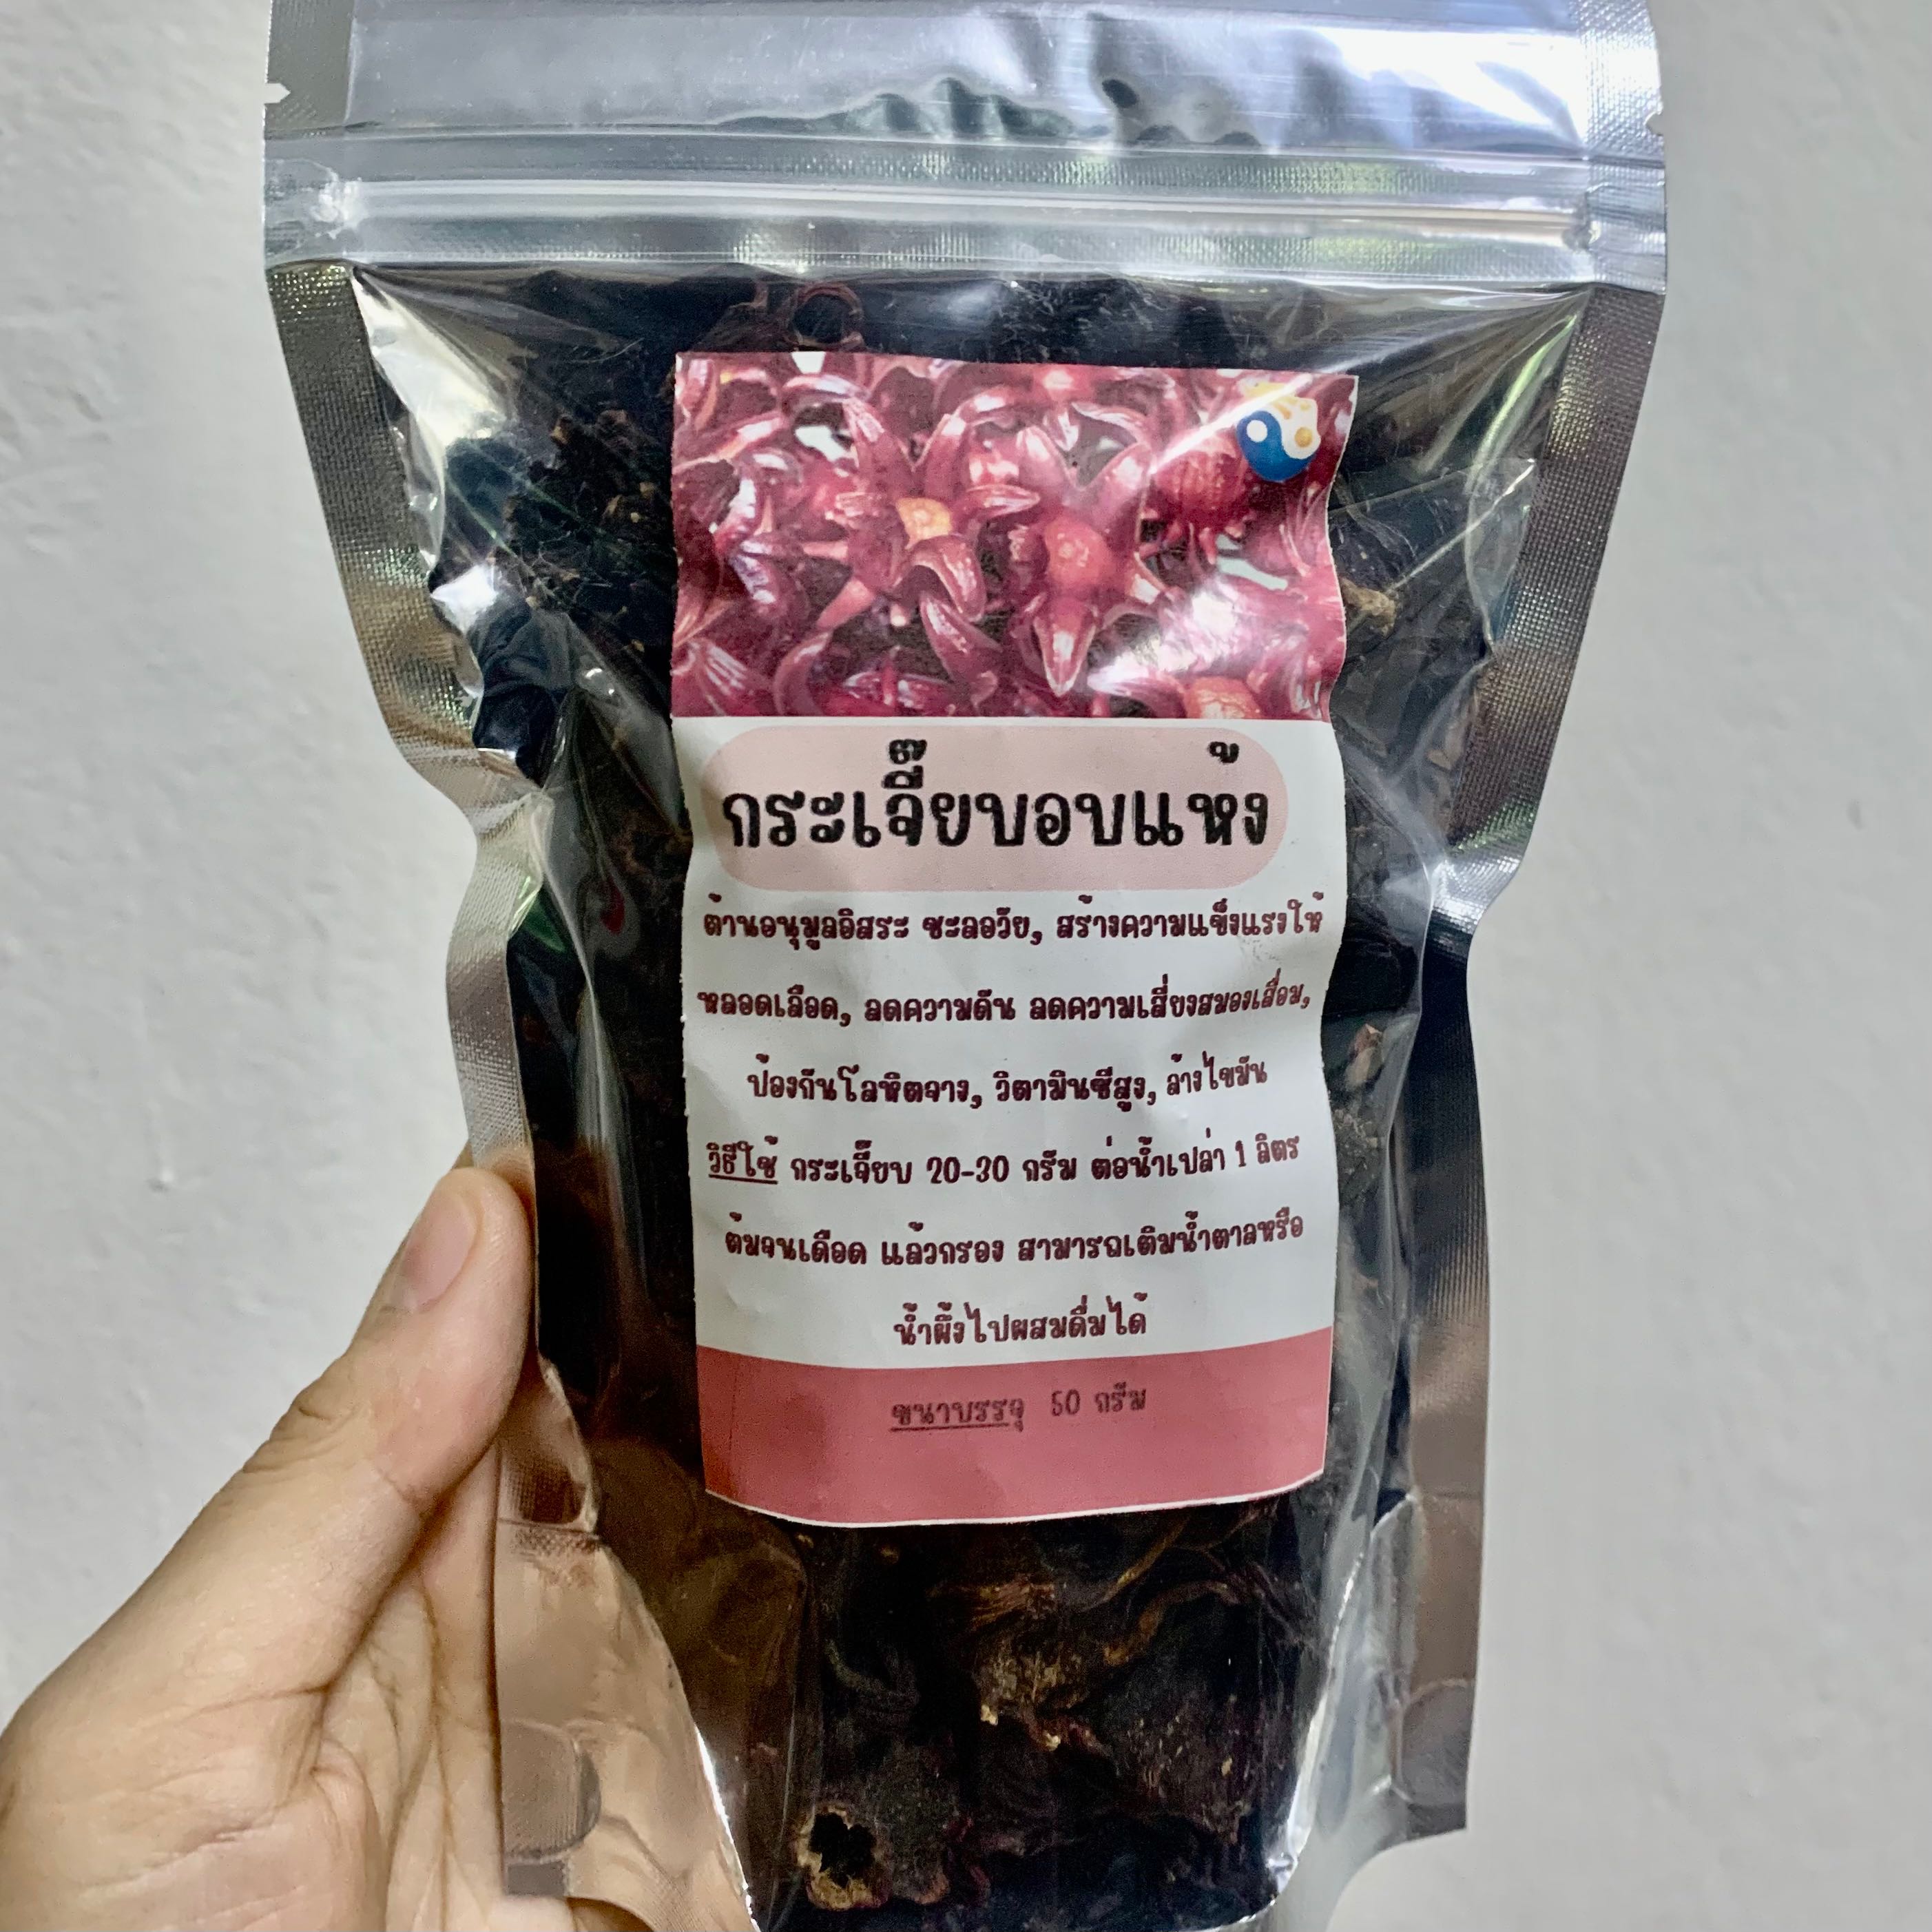 กระเจี๊ยบอบแห้ง
ต้านอนุมูลอิสระ ชะลอวัย, สร้างความแข็งแรงให้
หลอดเลือด, ลดความดัน ลดความเสี่ยงสมองเสื่อม,
ป้องกันโลหิตจาง, วิตามินซีสูง, ล้างไขมัน
วิธีใช้ กระเจี๊ยบ 20-30 กรัม ต่อน้ำเปล่า 1 ลิตร
ต้มจนเดือด แล้วกรอง สามารถเติมน้ำตาลหรือ
น้ำผึ้งไปผสมดื่มได้
ขนาบรรจุ 50 กรัม